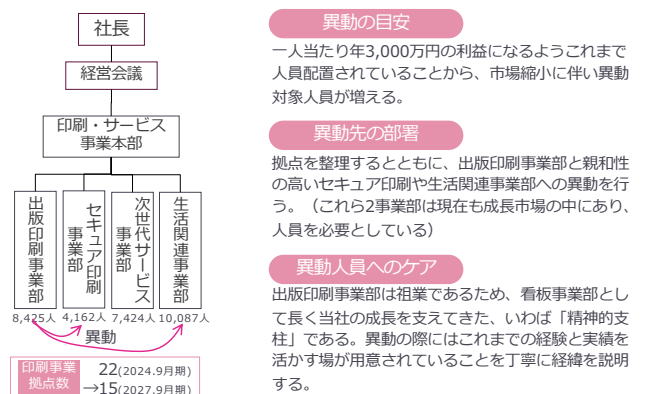 社長
経営会議
印刷・サービス
事業本部
出版印刷事業部
セキュア印刷
事業部
次世代サービス
事業部
生活関連事業部
8,425人 4,162人 7,424人 10,087人
異動
印刷事業
拠点数
22(2024.9月期)
→15(2027.9月期)
異動の目安
一人当たり年3,000万円の利益になるようこれまで
人員配置されていることから、市場縮小に伴い異動
対象人員が増える。
異動先の部署
拠点を整理するとともに、出版印刷事業部と親和性
の高いセキュア印刷や生活関連事業部への異動を行
う。（これら2事業部は現在も成長市場の中にあり、
人員を必要としている）
異動人員へのケア
出版印刷事業部は祖業であるため、看板事業部とし
て長く当社の成長を支えてきた、いわば「精神的支
柱」である。異動の際にはこれまでの経験と実績を
活かす場が用意されていることを丁寧に経緯を説明
する。